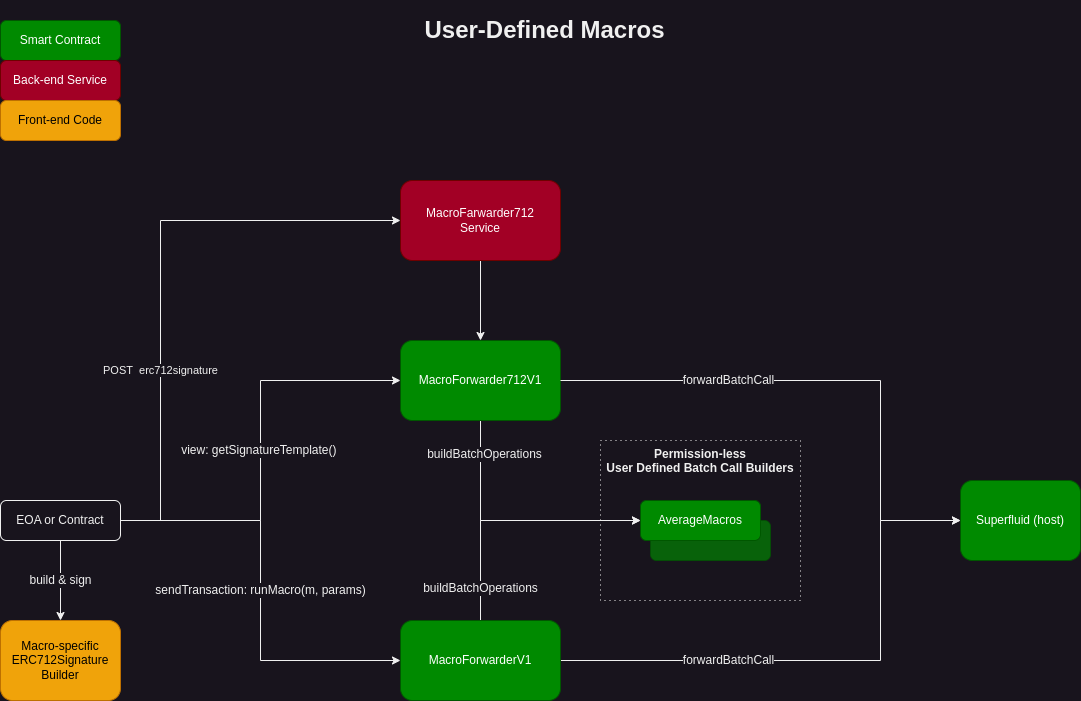 User-Defined Macros
Smart Contract
Back-end Service
Front-end Code
MacroFarwarder712
Service
POST  erc712signature
MacroForwarder712V1
forwardBatchCall
view: getSignatureTemplate()
buildBatchOperations
Permission-less
User Defined Batch Call Builders
EOA or Contract
AverageMacros
Superfluid (host)
build & sign
sendTransaction: runMacro(m, params)
buildBatchOperations
Macro-specific
ERC712Signature
Builder
MacroForwarderV1
forwardBatchCall